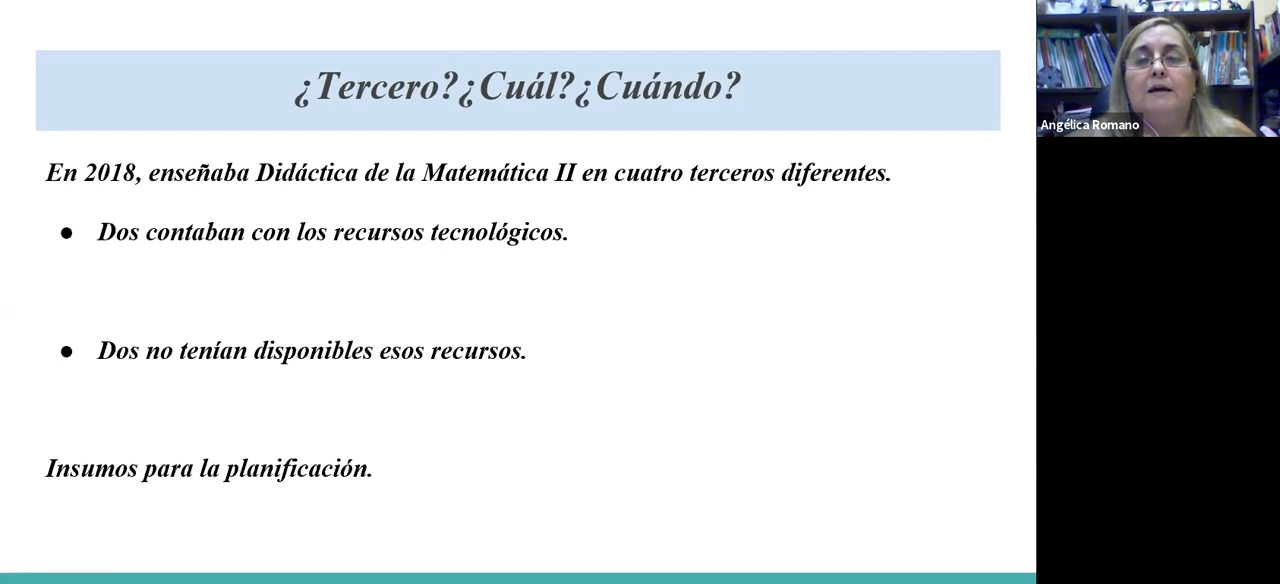 ¿Tercero?¿Cuál?¿Cuándo?
En 2018, enseñaba Didáctica de la Matemática II en cuatro terceros diferentes.
● Dos contaban con los recursos tecnológicos.
● Dos no tenían disponibles esos recursos.
Insumos para la planificación.
Angélica Romano